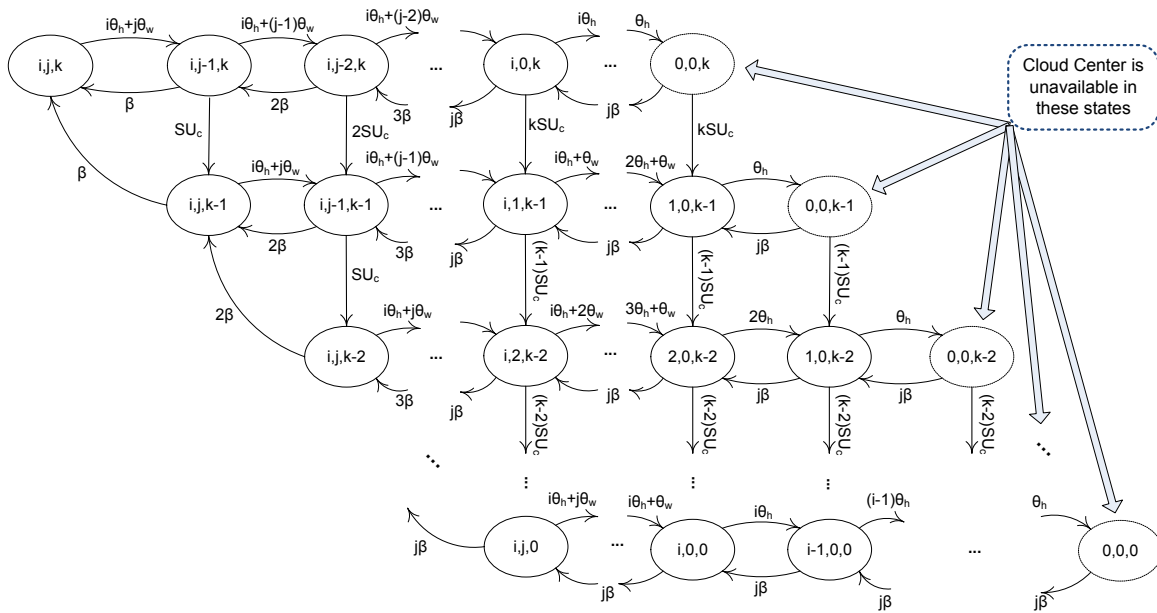 iθh+jθw
iθh+(j-1)θw
iθh+(j-2)θw
iθh
θh
i,j,k
i,j-1,k
i,j-2,k
...
i,0,k
...
0,0,k
Cloud Center is
unavailable in
these states
β
2β
3β
jβ
jβ
SUc
2SUc
kSUc
kSUc
β
iθh+jθw
iθh+(j-1)θw
iθh+θw
2θh+θw
θh
i,j,k-1
i,j-1,k-1
...
i,1,k-1
...
1,0,k-1
0,0,k-1
2β
3β
jβ
jβ
jβ
SUc
(k-1)SUc
(k-1)SUc
(k-1)SUc
2β
iθh+jθw
iθh+2θw
3θh+θw
2θh
θh
i,j,k-2
...
i,2,k-2
...
2,0,k-2
1,0,k-2
0,0,k-2
3β
jβ
jβ
jβ
jβ
(k-2)SUc
(k-2)SUc
(k-2)SUc
(k-2)SUc
...
...
...
...
...
iθh+jθw
iθh+θw
iθh
(i-1)θh
θh
jβ
i,j,0
...
i,0,0
i-1,0,0
...
0,0,0
jβ
jβ
jβ
jβ